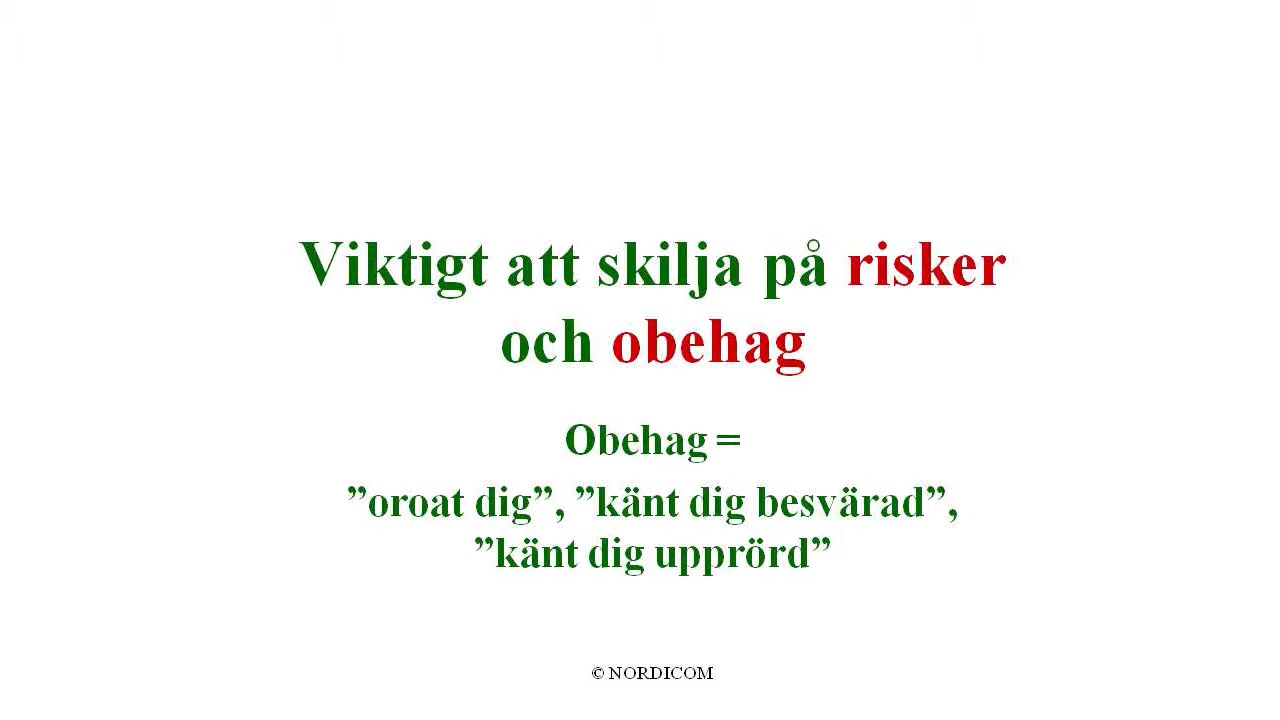 Viktigt att skilja på risker
och obehag
Obehag =
”oroat dig”, ”känt dig besvärad”,
”känt dig upprörd”
© NORDICOM